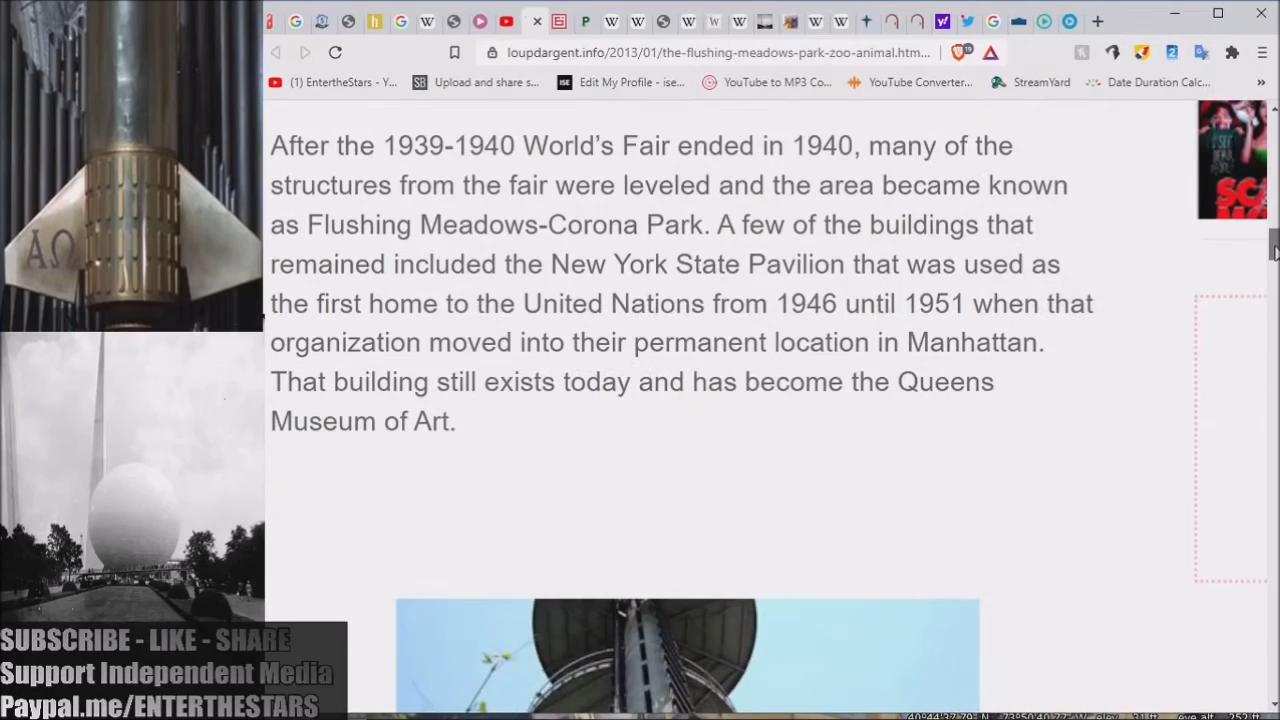 loupdargent.info/2013/01/the-flushing-meadows-park-zoo-animal.htm...
(1) EntertheStars - Y...
SB Upload and share s...
ISE Edit My Profile - ise...
YouTube to MP3 Co...
YouTube Converter...
StreamYard
Date Duration Calc...
After the 1939-1940 World’s Fair ended in 1940, many of the
structures from the fair were leveled and the area became known
as Flushing Meadows-Corona Park. A few of the buildings that
remained included the New York State Pavilion that was used as
the first home to the United Nations from 1946 until 1951 when that
organization moved into their permanent location in Manhattan.
That building still exists today and has become the Queens
Museum of Art.
ΑΩ
SUBSCRIBE - LIKE - SHARE
Support Independent Media
Paypal.me/ENTERTHESTARS